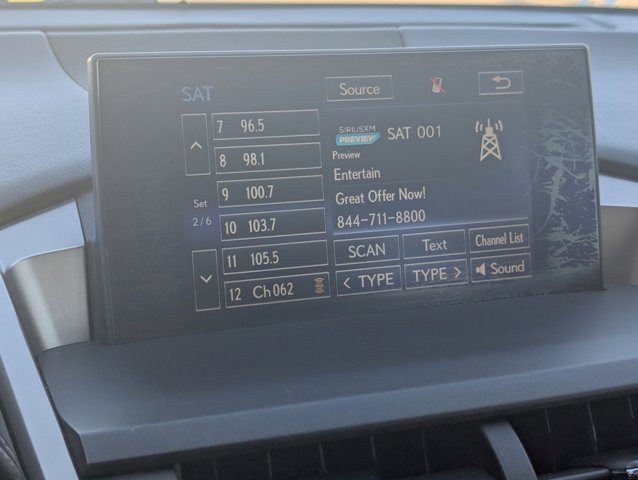 SAT
Source
7 96.5
8 98.1
9 100.7
10 103.7
11 105.5
12 Ch 062
Set
2/6
SIRIUSXM
PREVIEW
SAT 001
Preview
Entertain
Great Offer Now!
844-711-8800
SCAN
Text
Channel List
< TYPE
TYPE >
Sound